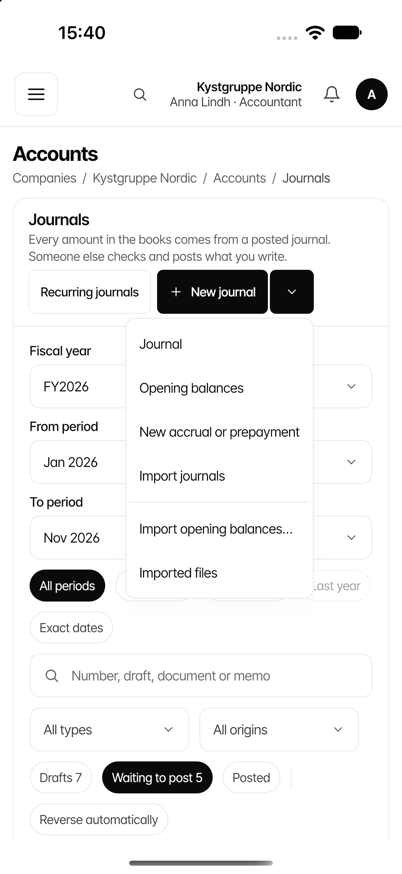 15:40
Kystgruppe Nordic
Anna Lindh · Accountant
A
Accounts
Companies / Kystgruppe Nordic / Accounts / Journals
Journals
Every amount in the books comes from a posted journal.
Someone else checks and posts what you write.
Recurring journals
New journal
Journal
Opening balances
New accrual or prepayment
Import journals
Import opening balances...
Imported files
Fiscal year
FY2026
From period
Jan 2026
To period
Nov 2026
All periods
ast year
Exact dates
Number, draft, document or memo
All types
All origins
Drafts 7
Waiting to post 5
Posted
Reverse automatically